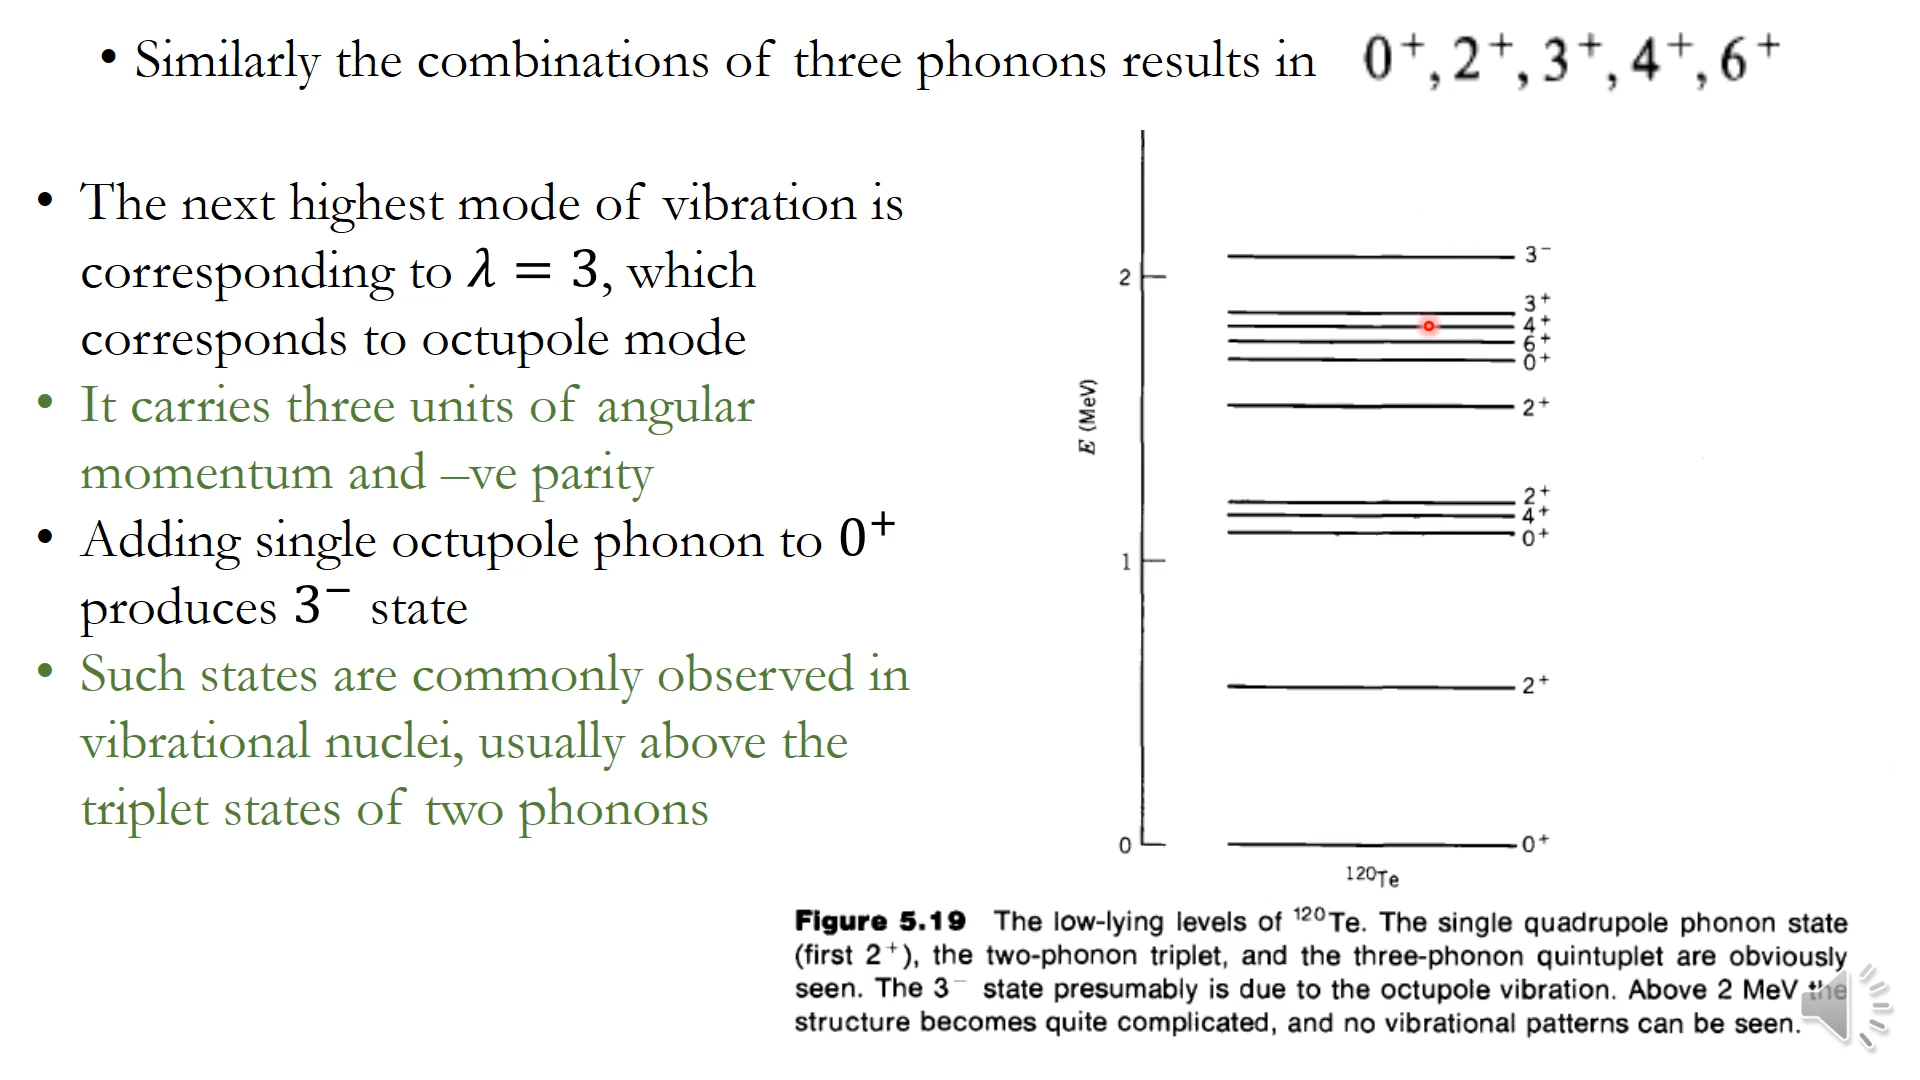 • Similarly the combinations of three phonons results in 0⁺, 2⁺, 3⁺, 4⁺, 6⁺
• The next highest mode of vibration is
corresponding to λ = 3, which
corresponds to octupole mode
• It carries three units of angular
momentum and –ve parity
• Adding single octupole phonon to 0⁺
produces 3⁻ state
• Such states are commonly observed in
vibrational nuclei, usually above the
triplet states of two phonons
E (MeV)
2
1
0
3⁻
3⁺
4⁺
6⁺
0⁺
2⁺
2⁺
4⁺
0⁺
2⁺
0⁺
¹²⁰Te
Figure 5.19 The low-lying levels of ¹²⁰Te. The single quadrupole phonon state
(first 2⁺), the two-phonon triplet, and the three-phonon quintuplet are obviously
seen. The 3⁻ state presumably is due to the octupole vibration. Above 2 MeV the
structure becomes quite complicated, and no vibrational patterns can be seen.